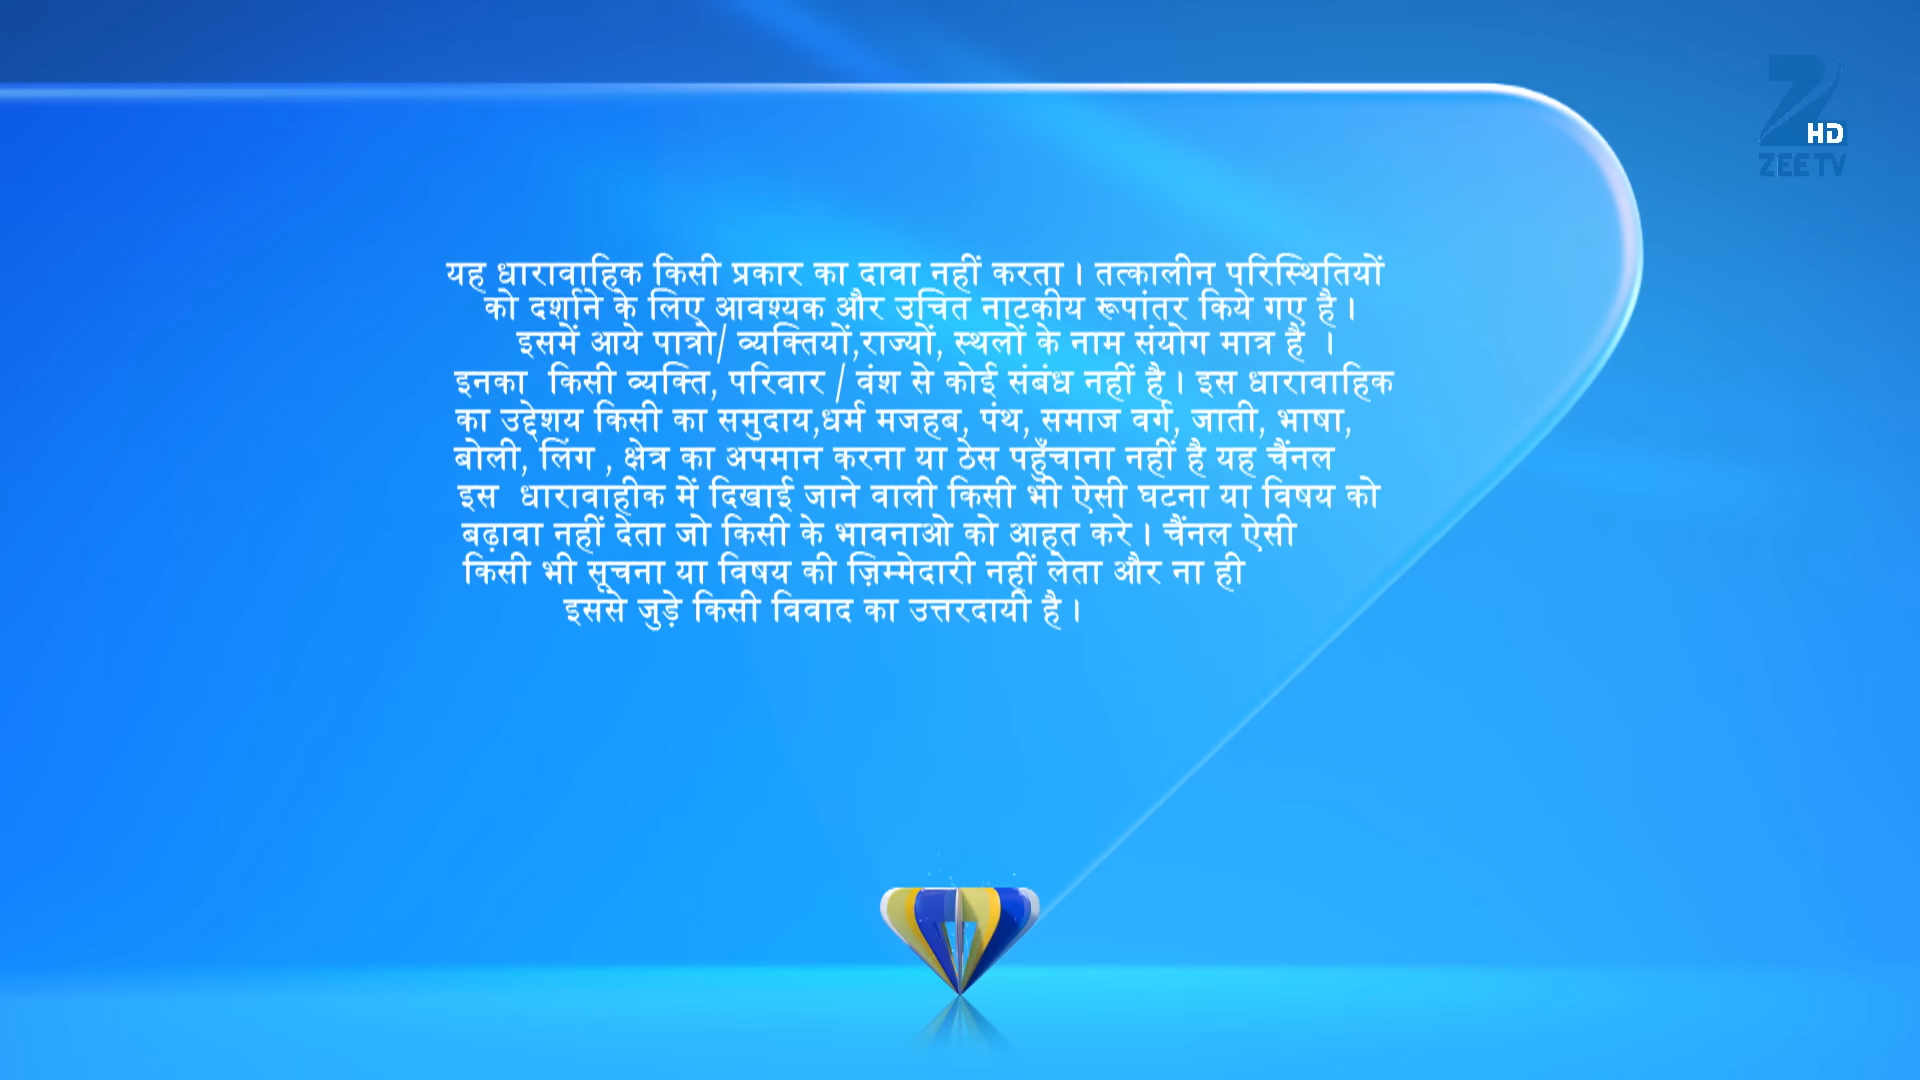 HD
ZEE TV
यह धारावाहिक किसी प्रकार का दावा नहीं करता । तत्कालीन परिस्थितियों
को दर्शाने के लिए आवश्यक और उचित नाटकीय रूपांतर किये गए है ।
इसमें आये पात्रो/ व्यक्तियों,राज्यों, स्थलों के नाम संयोग मात्र है ।
इनका किसी व्यक्ति, परिवार / वंश से कोई संबंध नहीं है । इस धारावाहिक
का उद्देशय किसी का समुदाय,धर्म मजहब, पंथ, समाज वर्ग, जाती, भाषा,
बोली, लिंग , क्षेत्र का अपमान करना या ठेस पहुँचाना नहीं है यह चैंनल
इस धारावाहीक में दिखाई जाने वाली किसी भी ऐसी घटना या विषय को
बढ़ावा नहीं देता जो किसी के भावनाओ को आहत करे । चैंनल ऐसी
किसी भी सूचना या विषय की ज़िम्मेदारी नहीं लेता और ना ही
इससे जुड़े किसी विवाद का उत्तरदायी है ।